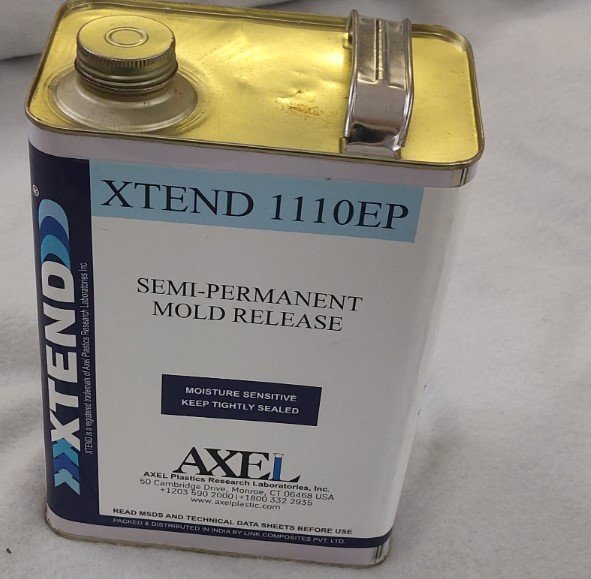 XTEND 1110EP
SEMI-PERMANENT
MOLD RELEASE
MOISTURE SENSITIVE
KEEP TIGHTLY SEALED
AXEL
AXEL Plastics Research Laboratories, Inc.
50 Cambridge Drive, Monroe, CT 06468 USA
+1203 590 2000 | +1800 332 2935
www.axelplastic.com
READ MSDS AND TECHNICAL DATA SHEETS BEFORE USE
PACKED & DISTRIBUTED IN INDIA BY LINK COMPOSITES PVT. LTD.
XTEND®
XTEND is a registered trademark of Axel Plastics Research Laboratories Inc.